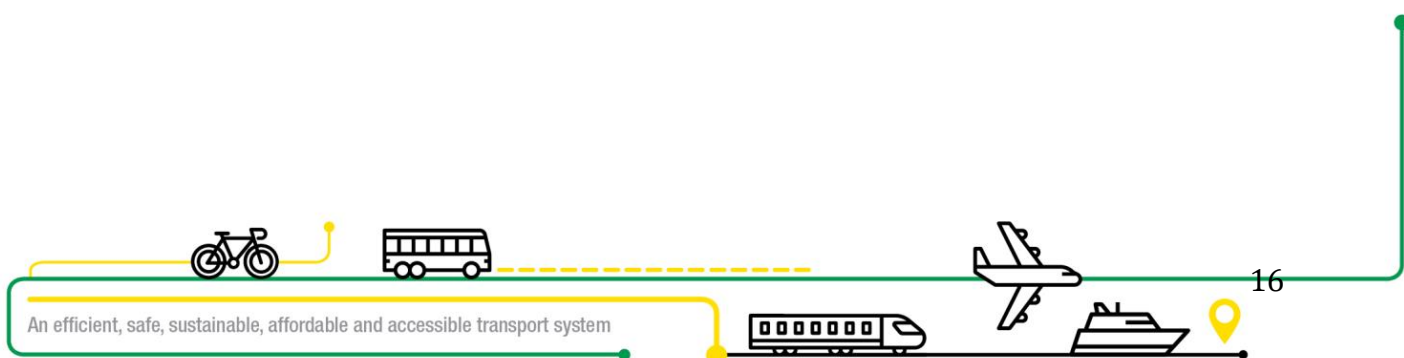 16
An efficient, safe, sustainable, affordable and accessible transport system